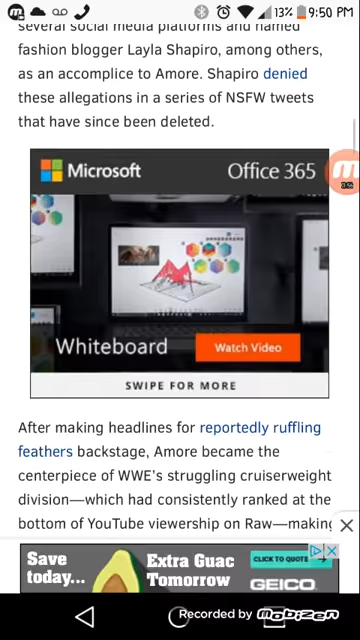 13% 9:50 PM
several social media platforms and named
fashion blogger Layla Shapiro, among others,
as an accomplice to Amore. Shapiro denied
these allegations in a series of NSFW tweets
that have since been deleted.
Microsoft Office 365
Whiteboard
Watch Video
SWIPE FOR MORE
After making headlines for reportedly ruffling
feathers backstage, Amore became the
centerpiece of WWE's struggling cruiserweight
division—which had consistently ranked at the
bottom of YouTube viewership on Raw—making
Save
today...
Extra Guac
Tomorrow
CLICK TO QUOTE
GEICO
Recorded by Mobizen